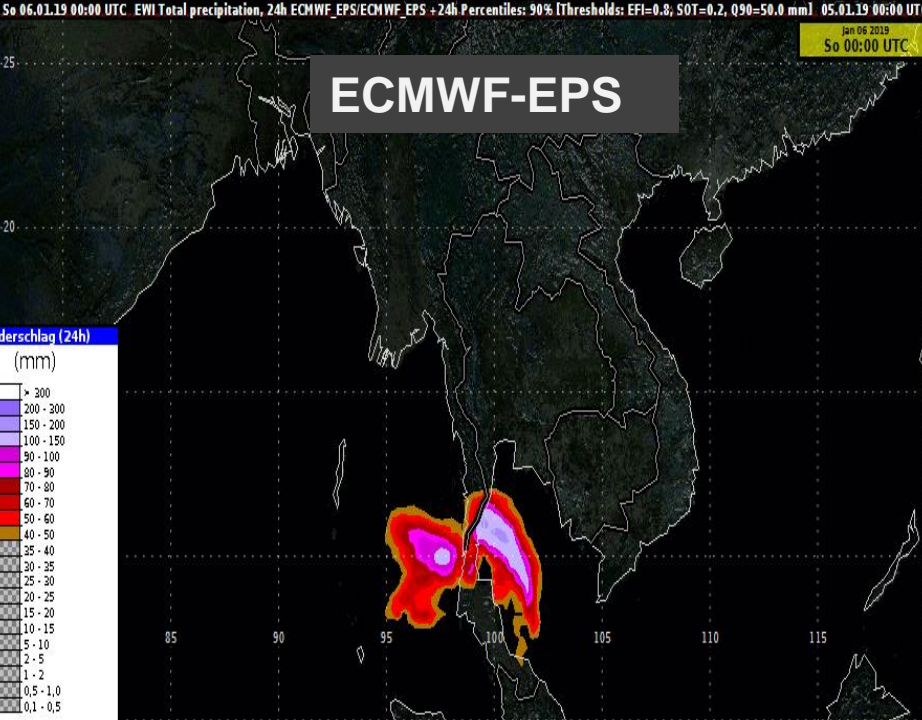 So 06.01.19 00:00 UTC EWI Total precipitation, 24h ECMWF_EPS/ECMWF_EPS +24h Percentiles: 90% [Thresholds: EFI=0.8; SOT=0.2, Q90=50.0 mm] 05.01.19 00:00 UT
Jan 06 2019
So 00:00 UTC
ECMWF-EPS
25
20
derschlag (24h)
(mm)
> 300
200 - 300
150 - 200
100 - 150
90 - 100
80 - 90
70 - 80
60 - 70
50 - 60
40 - 50
35 - 40
30 - 35
25 - 30
20 - 25
15 - 20
10 - 15
5 - 10
2 - 5
1 - 2
0,5 - 1,0
0,1 - 0,5
85 90 95 100 105 110 115